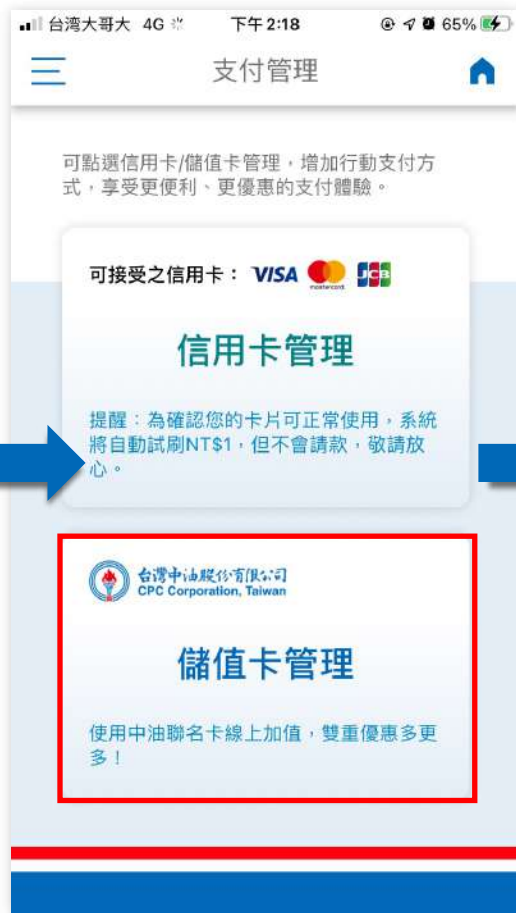 台灣大哥大 4G 下午2:18 65%
支付管理
可點選信用卡/儲值卡管理，增加行動支付方
式，享受更便利、更優惠的支付體驗。
可接受之信用卡： VISA mastercard JCB
信用卡管理
提醒：為確認您的卡片可正常使用，系統
將自動試刷NT$1，但不會請款，敬請放
心。
台灣中油股份有限公司
CPC Corporation, Taiwan
儲值卡管理
使用中油聯名卡線上加值，雙重優惠多更
多！